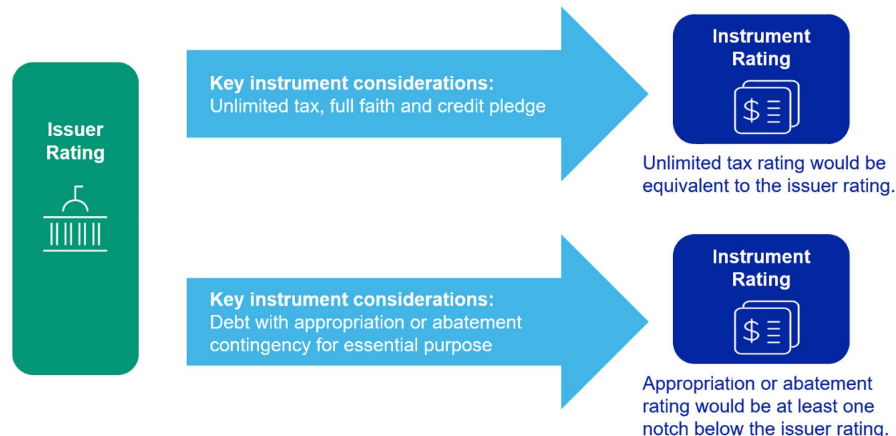 Issuer
Rating
Key instrument considerations:
Unlimited tax, full faith and credit pledge
Instrument
Rating
$
Unlimited tax rating would be
equivalent to the issuer rating.
Key instrument considerations:
Debt with appropriation or abatement
contingency for essential purpose
Instrument
Rating
$
Appropriation or abatement
rating would be at least one
notch below the issuer rating.